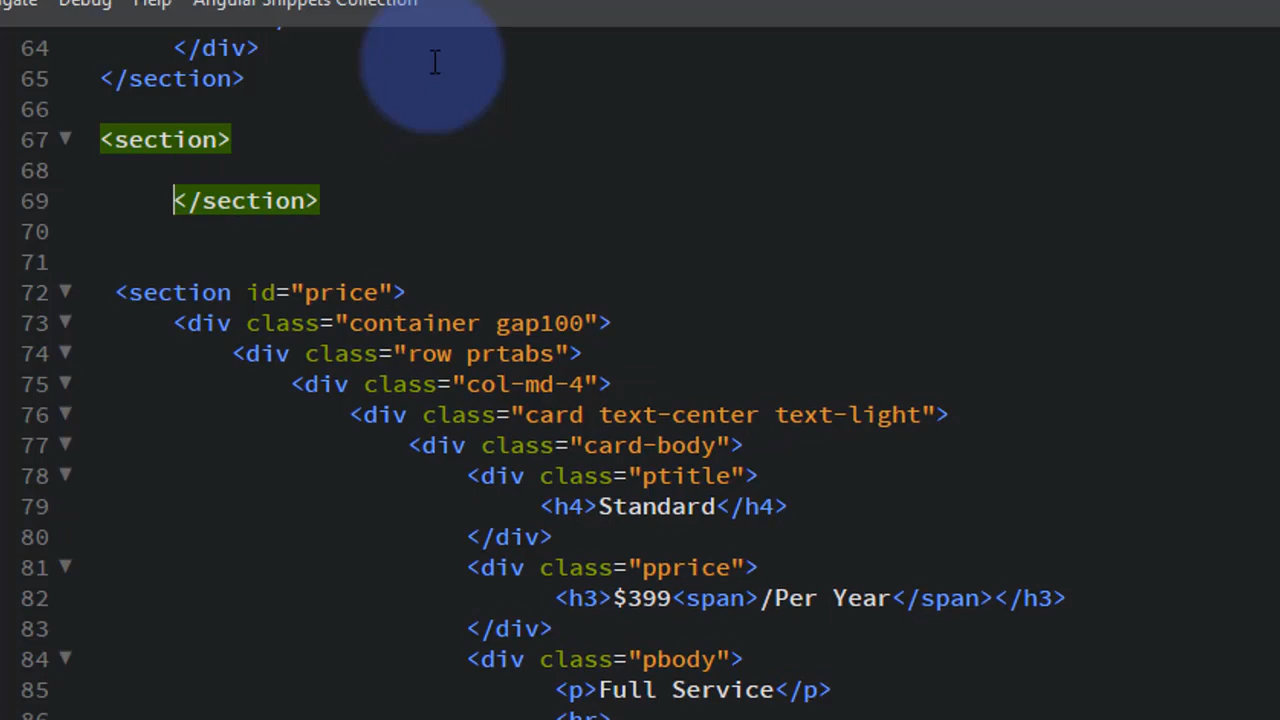 Debug Help Angular Snippets Collection
64 </div>
65 </section>
66
67 <section>
68
69 </section>
70
71
72 <section id="price">
73 <div class="container gap100">
74 <div class="row prtabs">
75 <div class="col-md-4">
76 <div class="card text-center text-light">
77 <div class="card-body">
78 <div class="ptitle">
79 <h4>Standard</h4>
80 </div>
81 <div class="pprice">
82 <h3>$399<span>/Per Year</span></h3>
83 </div>
84 <div class="pbody">
85 <p>Full Service</p>
86 <hr>